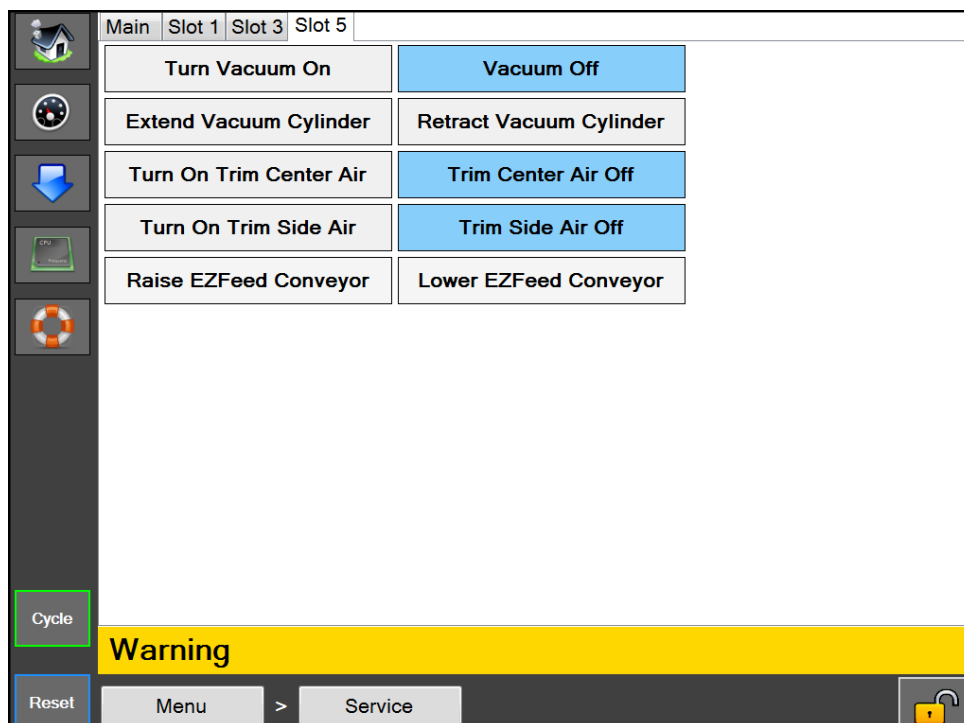 Main Slot 1 Slot 3 Slot 5
Turn Vacuum On Vacuum Off
Extend Vacuum Cylinder Retract Vacuum Cylinder
Turn On Trim Center Air Trim Center Air Off
Turn On Trim Side Air Trim Side Air Off
CPU
Raise EZFeed Conveyor Lower EZFeed Conveyor
Cycle
Warning
Reset Menu > Service